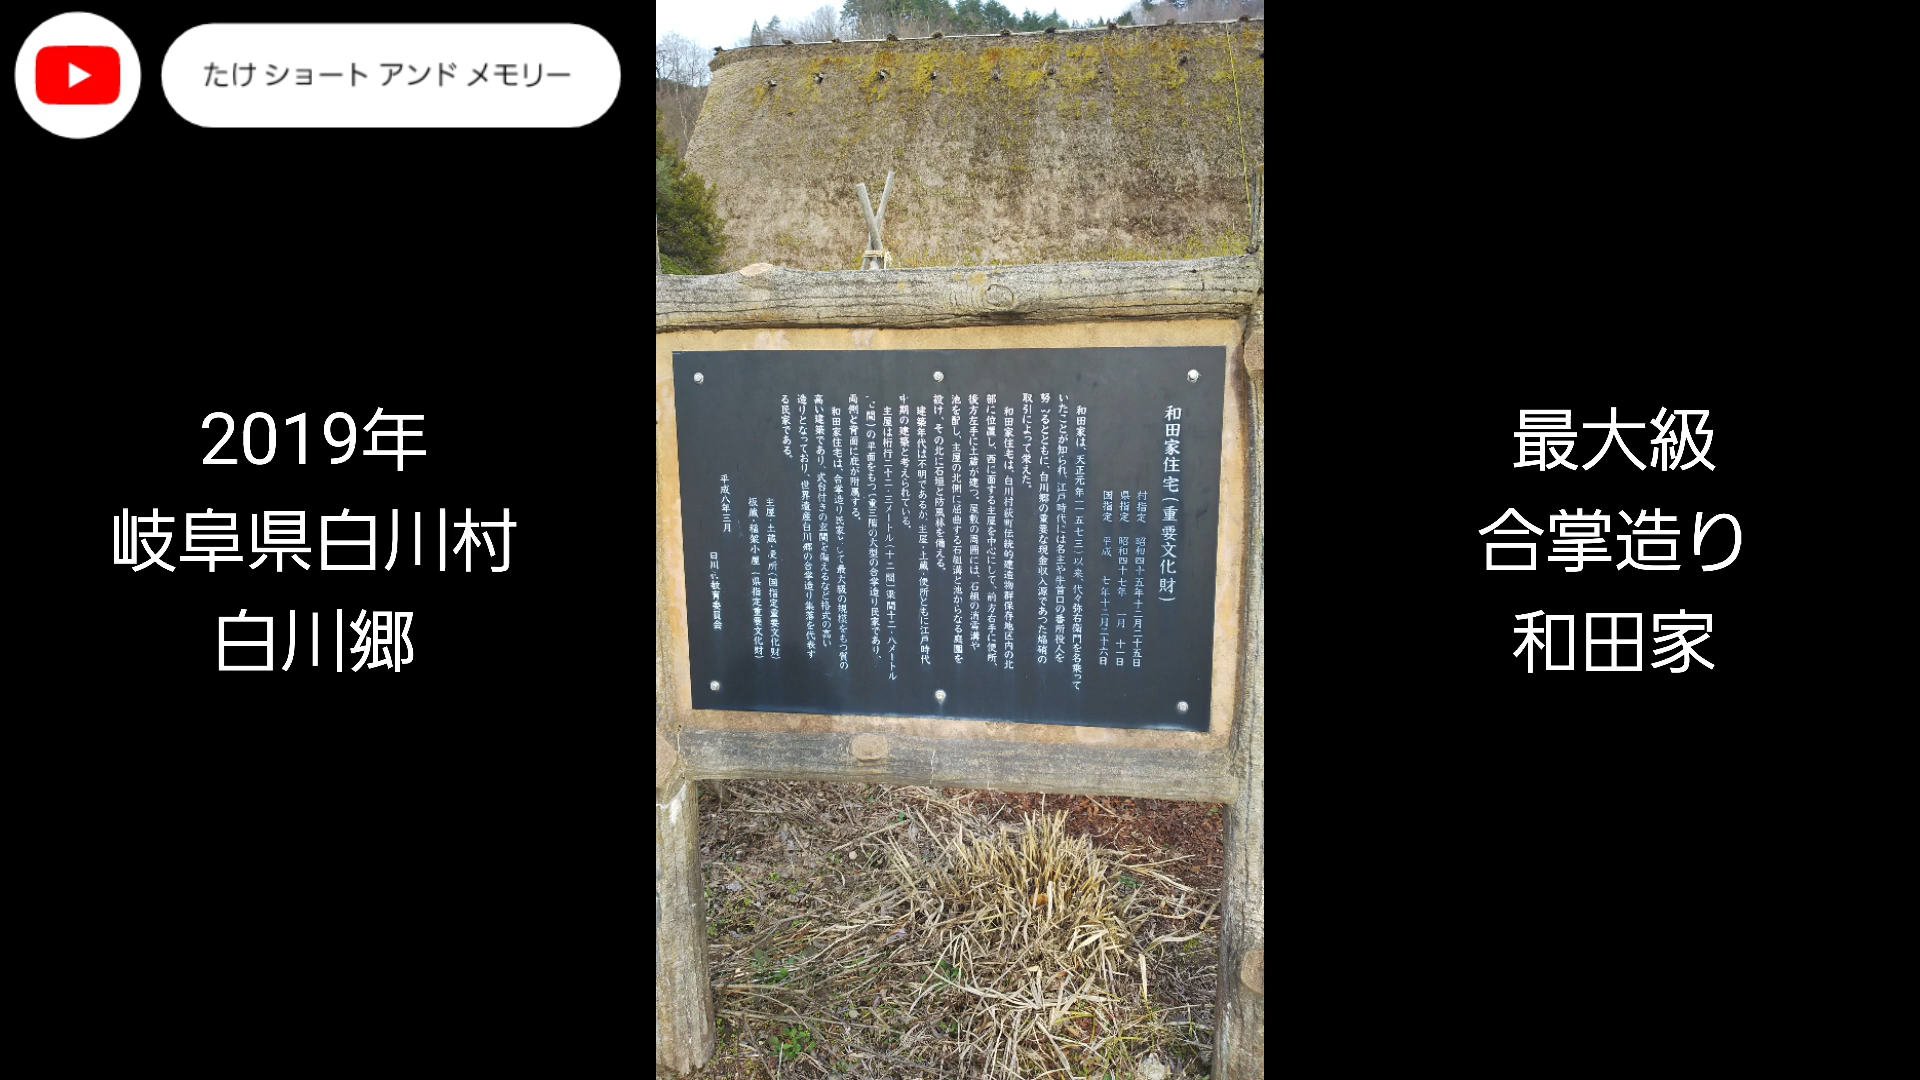 たけ ショート アンド メモリー
2019年
岐阜県白川村
白川郷
和田家住宅(重要文化財)
村指定 昭和四十五年十二月二十五日
県指定 昭和四十七年 一月 十一日
国指定 平成 七年十二月二十六日
和田家は、天正元年(一五七三)以来、代々弥右衛門を名乗って
いたことが知られ、江戸時代には名主や牛首口の番所役人を
るとともに、白川郷の重要な現金収入源であった焔硝の
取引によって栄えた。
和田家住宅は、白川村荻町伝統的建造物群保存地区内の北
部に位置し、西に面する主屋を中心にして、前方右手に便所、
後方左手に土蔵が建つ。屋敷の周囲には、石組の消雪溝や
池を配し、主屋の北側に屈曲する石組溝と池からなる庭園を
設け、その北に石垣と防風林を備える。
建築年代は不明であるが、主屋・土蔵・便所ともに江戸時代
中期の建築と考えられている。
主屋は桁行二十二・三メートル(十二間)梁間十二・八メートル
間)の平面をもつ一重三階の大型の合掌造り民家であり、
両側と背面に庇が附属する。
和田家住宅は、合掌造り民家として最大級の規模をもつ質の
高い建築であり、式台付きの玄関を備えるなど格式の高い
造りとなっており、世界遺産白川郷の合掌造り集落を代表す
る民家である。
主屋・土蔵・便所(国指定重要文化財)
板蔵・稲架小屋(県指定重要文化財)
平成八年三月
白川村教育委員会
最大級
合掌造り
和田家